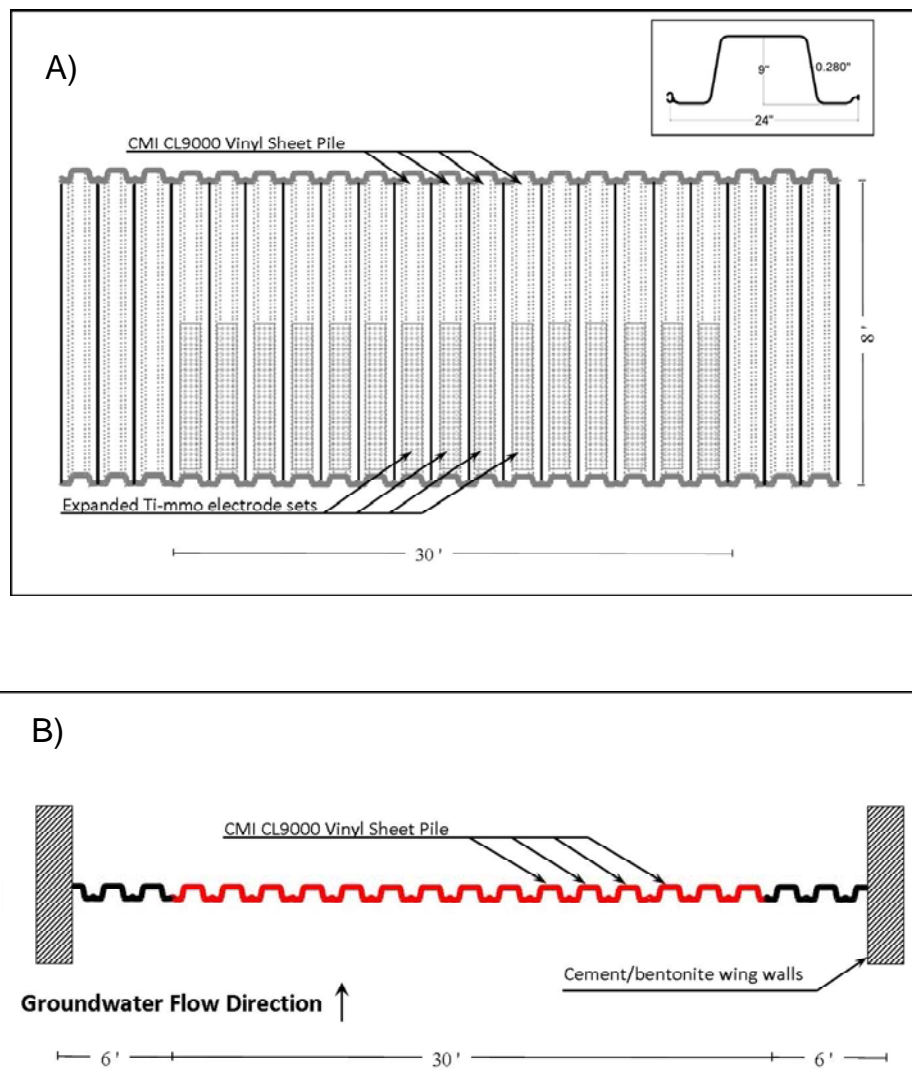 A)
9"
0.280"
24"
CMI CL9000 Vinyl Sheet Pile
8'
Expanded Ti-mmo electrode sets
30'
B)
CMI CL9000 Vinyl Sheet Pile
Cement/bentonite wing walls
Groundwater Flow Direction
6'
30'
6'